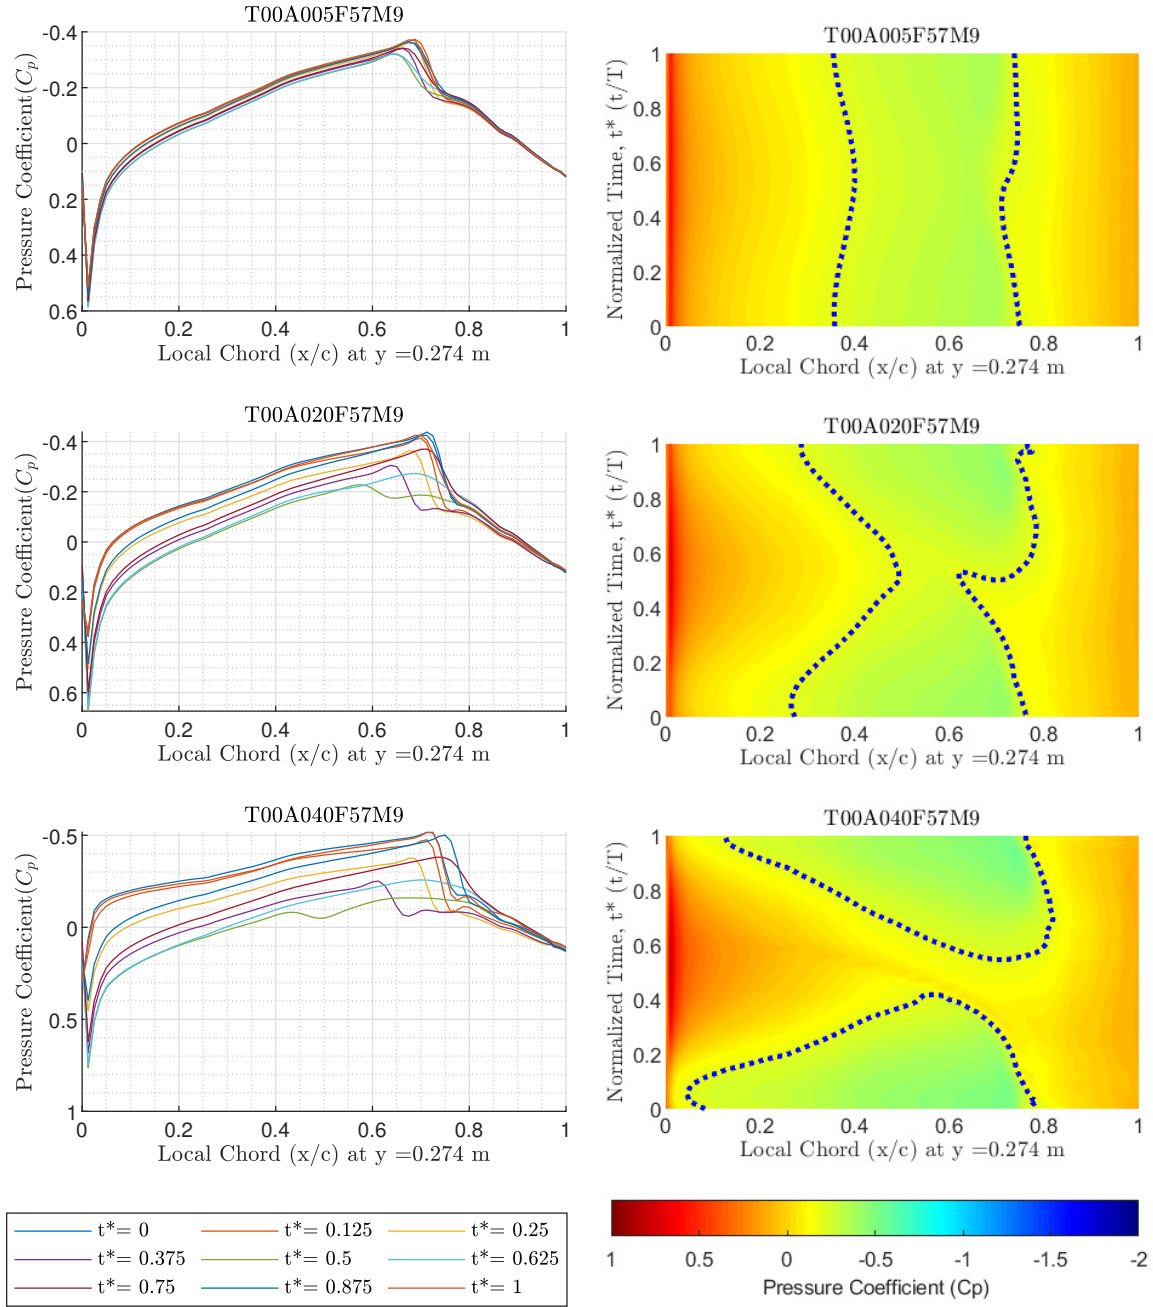 T00A005F57M9
-0.4
-0.2
0
0.2
0.4
0.6
Pressure Coefficient(Cp)
0 0.2 0.4 0.6 0.8 1
Local Chord (x/c) at y =0.274 m
T00A005F57M9
1
0.8
0.6
0.4
0.2
0
Normalized Time, t* (t/T)
0 0.2 0.4 0.6 0.8 1
Local Chord (x/c) at y =0.274 m
T00A020F57M9
-0.4
-0.2
0
0.2
0.4
0.6
Pressure Coefficient(Cp)
0 0.2 0.4 0.6 0.8 1
Local Chord (x/c) at y =0.274 m
T00A020F57M9
1
0.8
0.6
0.4
0.2
0
Normalized Time, t* (t/T)
0 0.2 0.4 0.6 0.8 1
Local Chord (x/c) at y =0.274 m
T00A040F57M9
-0.5
0
0.5
1
Pressure Coefficient(Cp)
0 0.2 0.4 0.6 0.8 1
Local Chord (x/c) at y =0.274 m
T00A040F57M9
1
0.8
0.6
0.4
0.2
0
Normalized Time, t* (t/T)
0 0.2 0.4 0.6 0.8 1
Local Chord (x/c) at y =0.274 m
t*= 0 t*= 0.125 t*= 0.25
t*= 0.375 t*= 0.5 t*= 0.625
t*= 0.75 t*= 0.875 t*= 1
1 0.5 0 -0.5 -1 -1.5 -2
Pressure Coefficient (Cp)